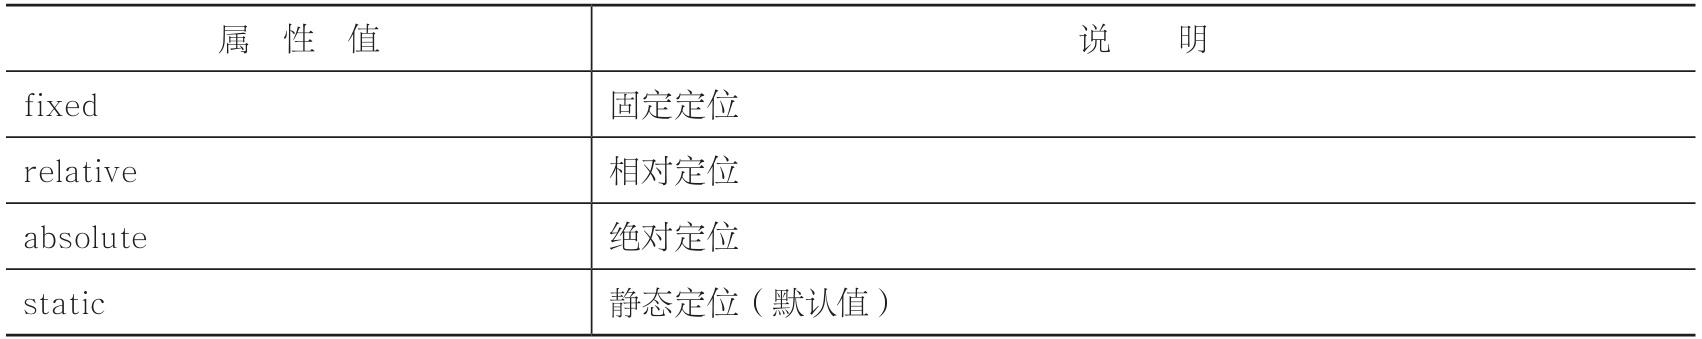 属 性 值 说 明
fixed 固定定位
relative 相对定位
absolute 绝对定位
static 静态定位（默认值）